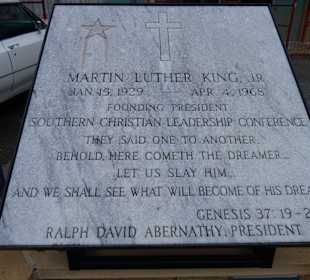 MARTIN LUTHER KING, JR.
JAN. 15, 1929 APR. 4, 1968
FOUNDING PRESIDENT
SOUTHERN CHRISTIAN LEADERSHIP CONFERENCE
THEY SAID ONE TO ANOTHER,
BEHOLD, HERE COMETH THE DREAMER...
LET US SLAY HIM...
AND WE SHALL SEE WHAT WILL BECOME OF HIS DREA
GENESIS 37:19-2
RALPH DAVID ABERNATHY, PRESIDENT